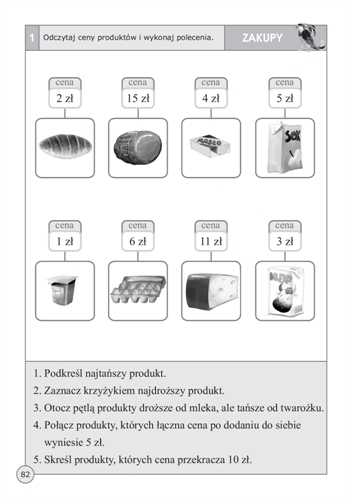 1 Odczytaj ceny produktów i wykonaj polecenia. ZAKUPY
cena cena cena cena
2 zł 15 zł 4 zł 5 zł
MASŁO SOK
cena cena cena cena
1 zł 6 zł 11 zł 3 zł
1. Podkreśl najtańszy produkt.
2. Zaznacz krzyżykiem najdroższy produkt.
3. Otocz pętlą produkty droższe od mleka, ale tańsze od twarożku.
4. Połącz produkty, których łączna cena po dodaniu do siebie
wyniesie 5 zł.
5. Skreśl produkty, których cena przekracza 10 zł.
82